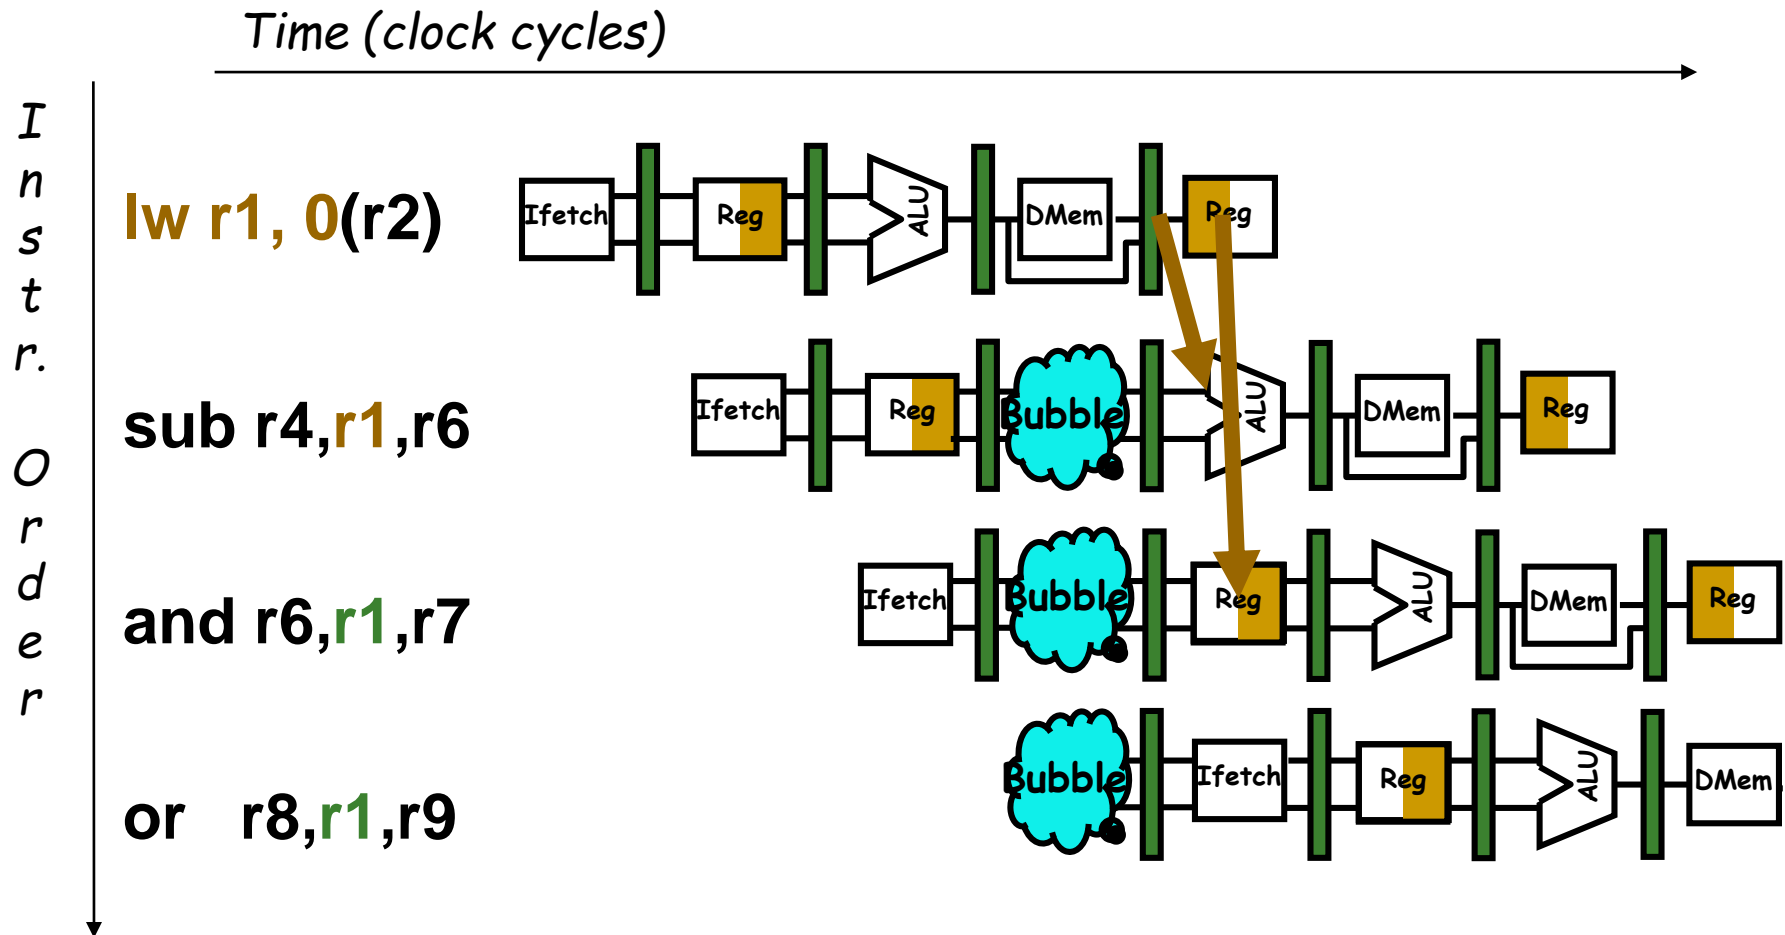 Time (clock cycles)
Instr. Order
lw r1, 0(r2)
Ifetch Reg ALU DMem Reg
sub r4,r1,r6
Ifetch Reg Bubble ALU DMem Reg
and r6,r1,r7
Ifetch Bubble Reg ALU DMem Reg
or r8,r1,r9
Bubble Ifetch Reg ALU DMem